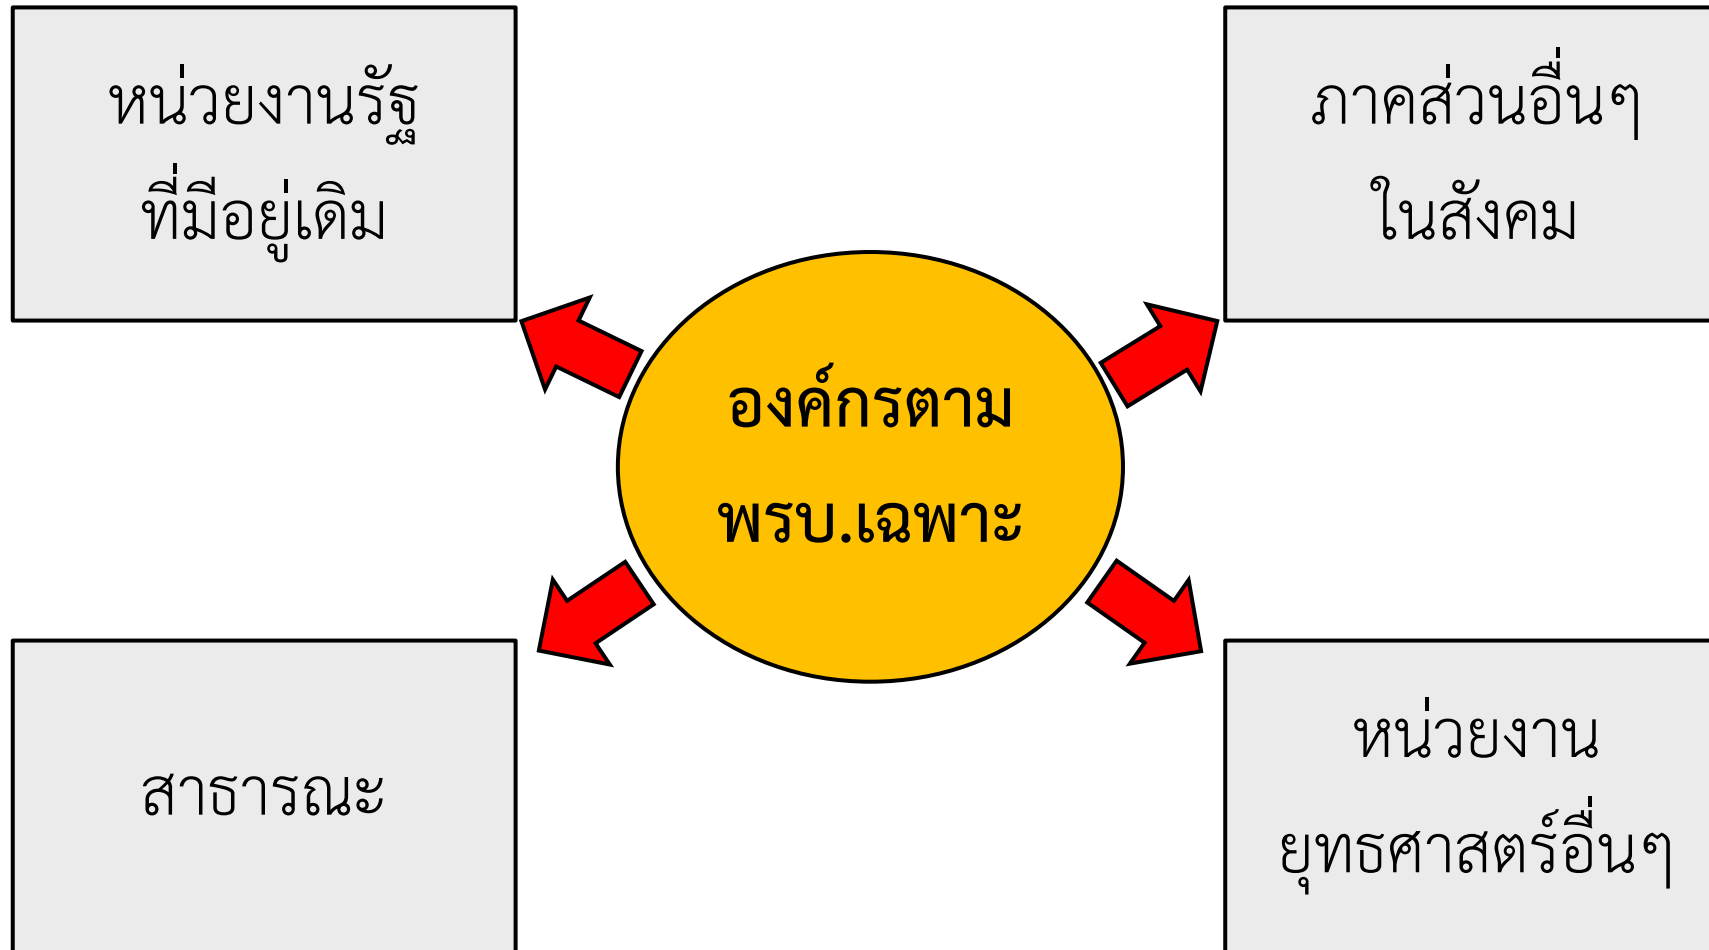 หน่วยงานรัฐ
ที่มีอยู่เดิม
ภาคส่วนอื่นๆ
ในสังคม
องค์กรตาม
พรบ.เฉพาะ
สาธารณะ
หน่วยงาน
ยุทธศาสตร์อื่นๆ